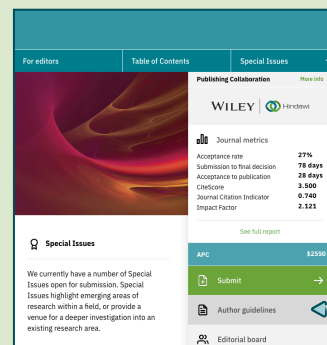 For editors
Table of Contents
Special Issues
Publishing Collaboration
More info
WILEY
Hindawi
Journal metrics
Acceptance rate 27%
Submission to final decision 78 days
Acceptance to publication 28 days
CiteScore 3.500
Journal Citation Indicator 0.740
Impact Factor 2.121
See full report
APC $2550
Submit
Author guidelines
Editorial board
Special Issues
We currently have a number of Special
Issues open for submission. Special
Issues highlight emerging areas of
research within a field, or provide a
venue for a deeper investigation into an
existing research area.